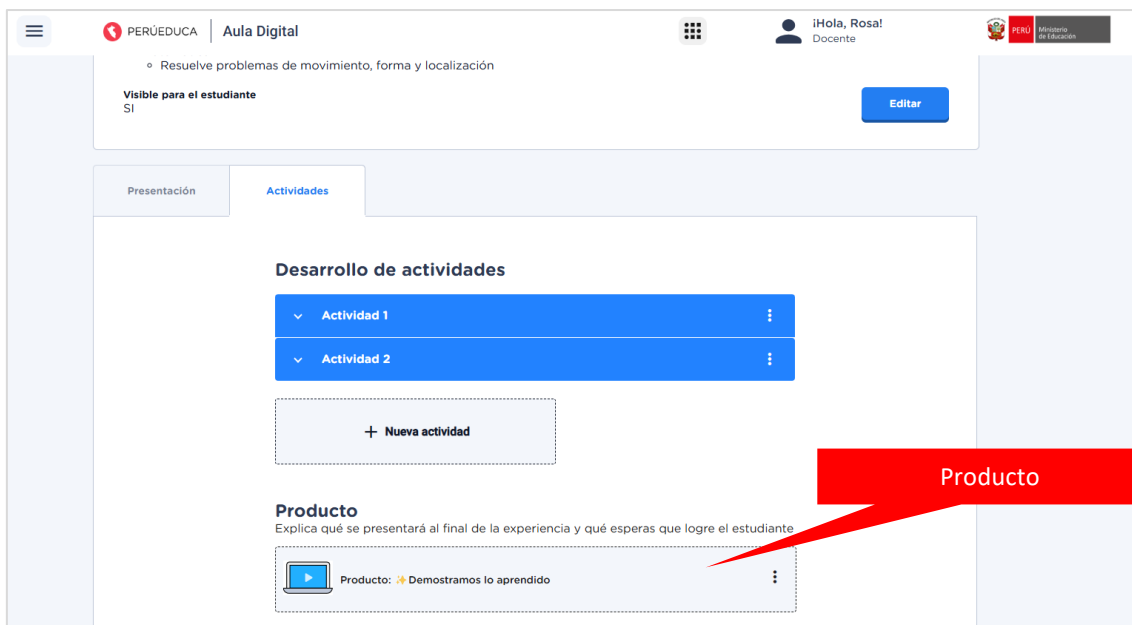 PERÚEDUCA
Aula Digital
¡Hola, Rosa!
Docente
PERÚ
Ministerio
de Educación
Resuelve problemas de movimiento, forma y localización
Visible para el estudiante
SI
Editar
Presentación
Actividades
Desarrollo de actividades
Actividad 1
Actividad 2
+ Nueva actividad
Producto
Producto
Explica qué se presentará al final de la experiencia y qué esperas que logre el estudiante
Producto: ✨Demostramos lo aprendido